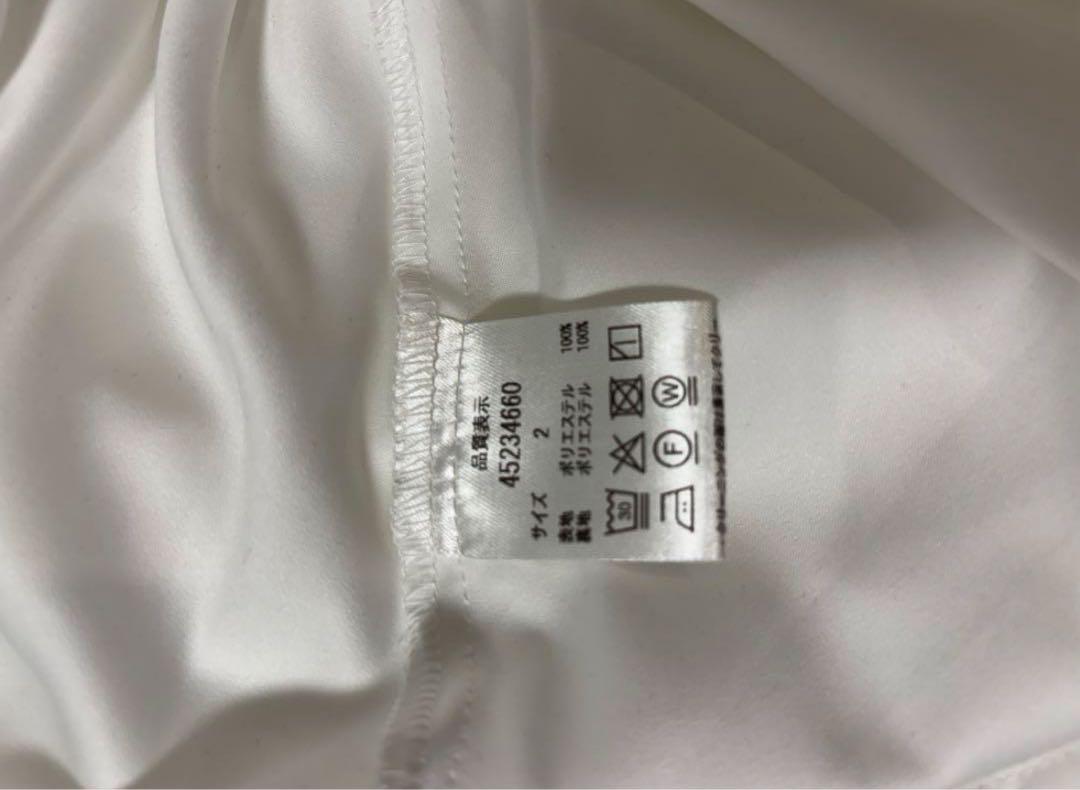 品質表示
45234660
サイズ 2
表地 ポリエステル 100%
裏地 ポリエステル 100%
30
F W